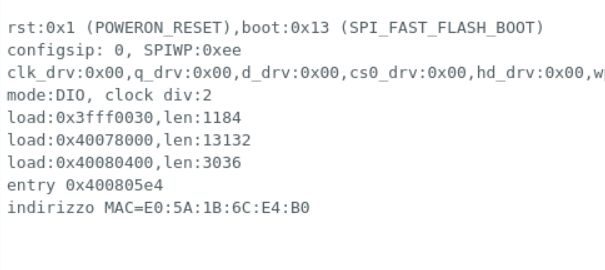 rst:0x1 (POWERON_RESET),boot:0x13 (SPI_FAST_FLASH_BOOT)
configsip: 0, SPIWP:0xee
clk_drv:0x00,q_drv:0x00,d_drv:0x00,cs0_drv:0x00,hd_drv:0x00,w
mode:DIO, clock div:2
load:0x3fff0030,len:1184
load:0x40078000,len:13132
load:0x40080400,len:3036
entry 0x400805e4
indirizzo MAC=E0:5A:1B:6C:E4:B0